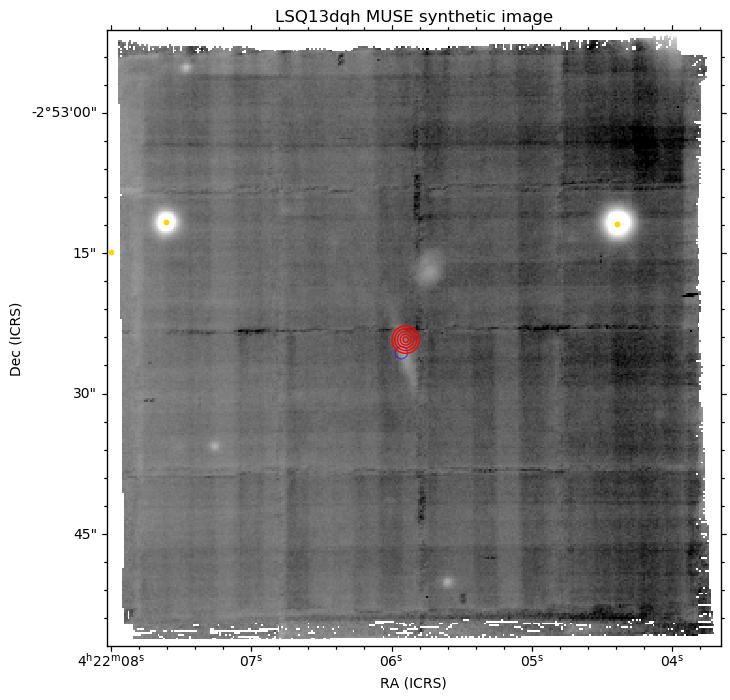 LSQ13dqh MUSE synthetic image
-2°53'00"
15"
30"
45"
Dec (ICRS)
4h22m08s 07s 06s 05s 04s
RA (ICRS)